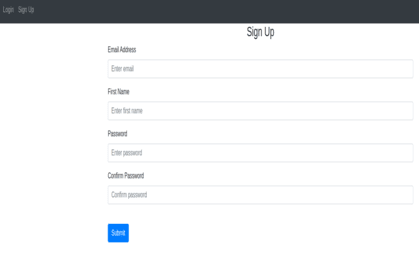 Login Sign Up
Sign Up
Email Address
Enter email
First Name
Enter first name
Password
Enter password
Confirm Password
Confirm password
Submit